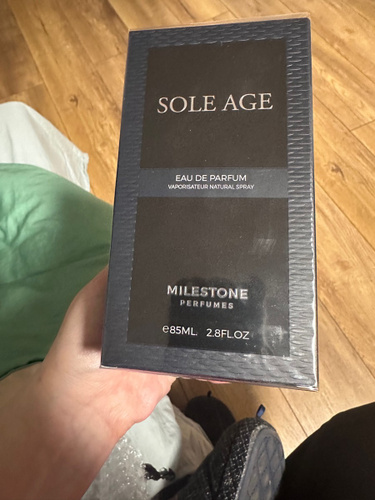 SOLE AGE
EAU DE PARFUM
VAPORISATEUR NATURAL SPRAY
MILESTONE
PERFUMES
℮85ML. 2.8FL.OZ